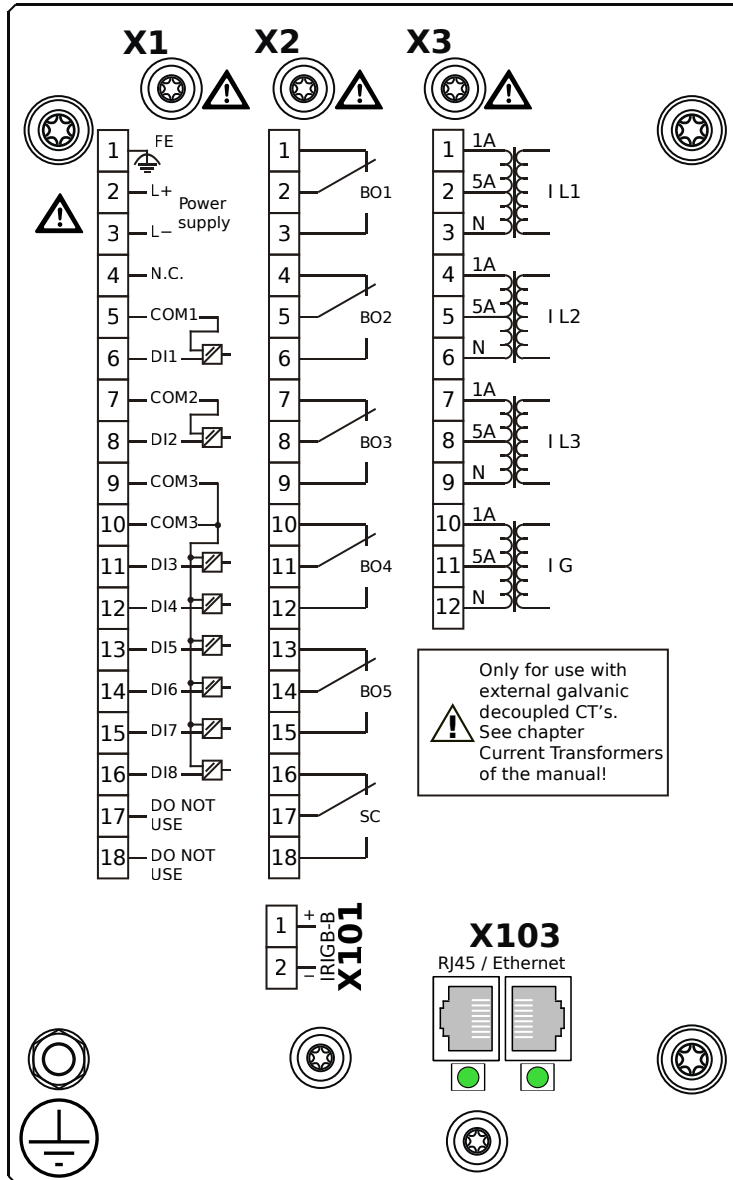 X1
X2
X3
1 FE
2 L+
Power
supply
3 L−
4 N.C.
5 COM1
6 DI1
7 COM2
8 DI2
9 COM3
10 COM3
11 DI3
12 DI4
13 DI5
14 DI6
15 DI7
16 DI8
17 DO NOT
USE
18 DO NOT
USE
1
2 BO1
3
4
5 BO2
6
7
8 BO3
9
10
11 BO4
12
13
14 BO5
15
16
17 SC
18
1 1A
2 5A I L1
3 N
4 1A
5 5A I L2
6 N
7 1A
8 5A I L3
9 N
10 1A
11 5A I G
12 N
Only for use with
external galvanic
decoupled CT's.
See chapter
Current Transformers
of the manual!
1 +
2 −
IRIGB-B
X101
X103
RJ45 / Ethernet